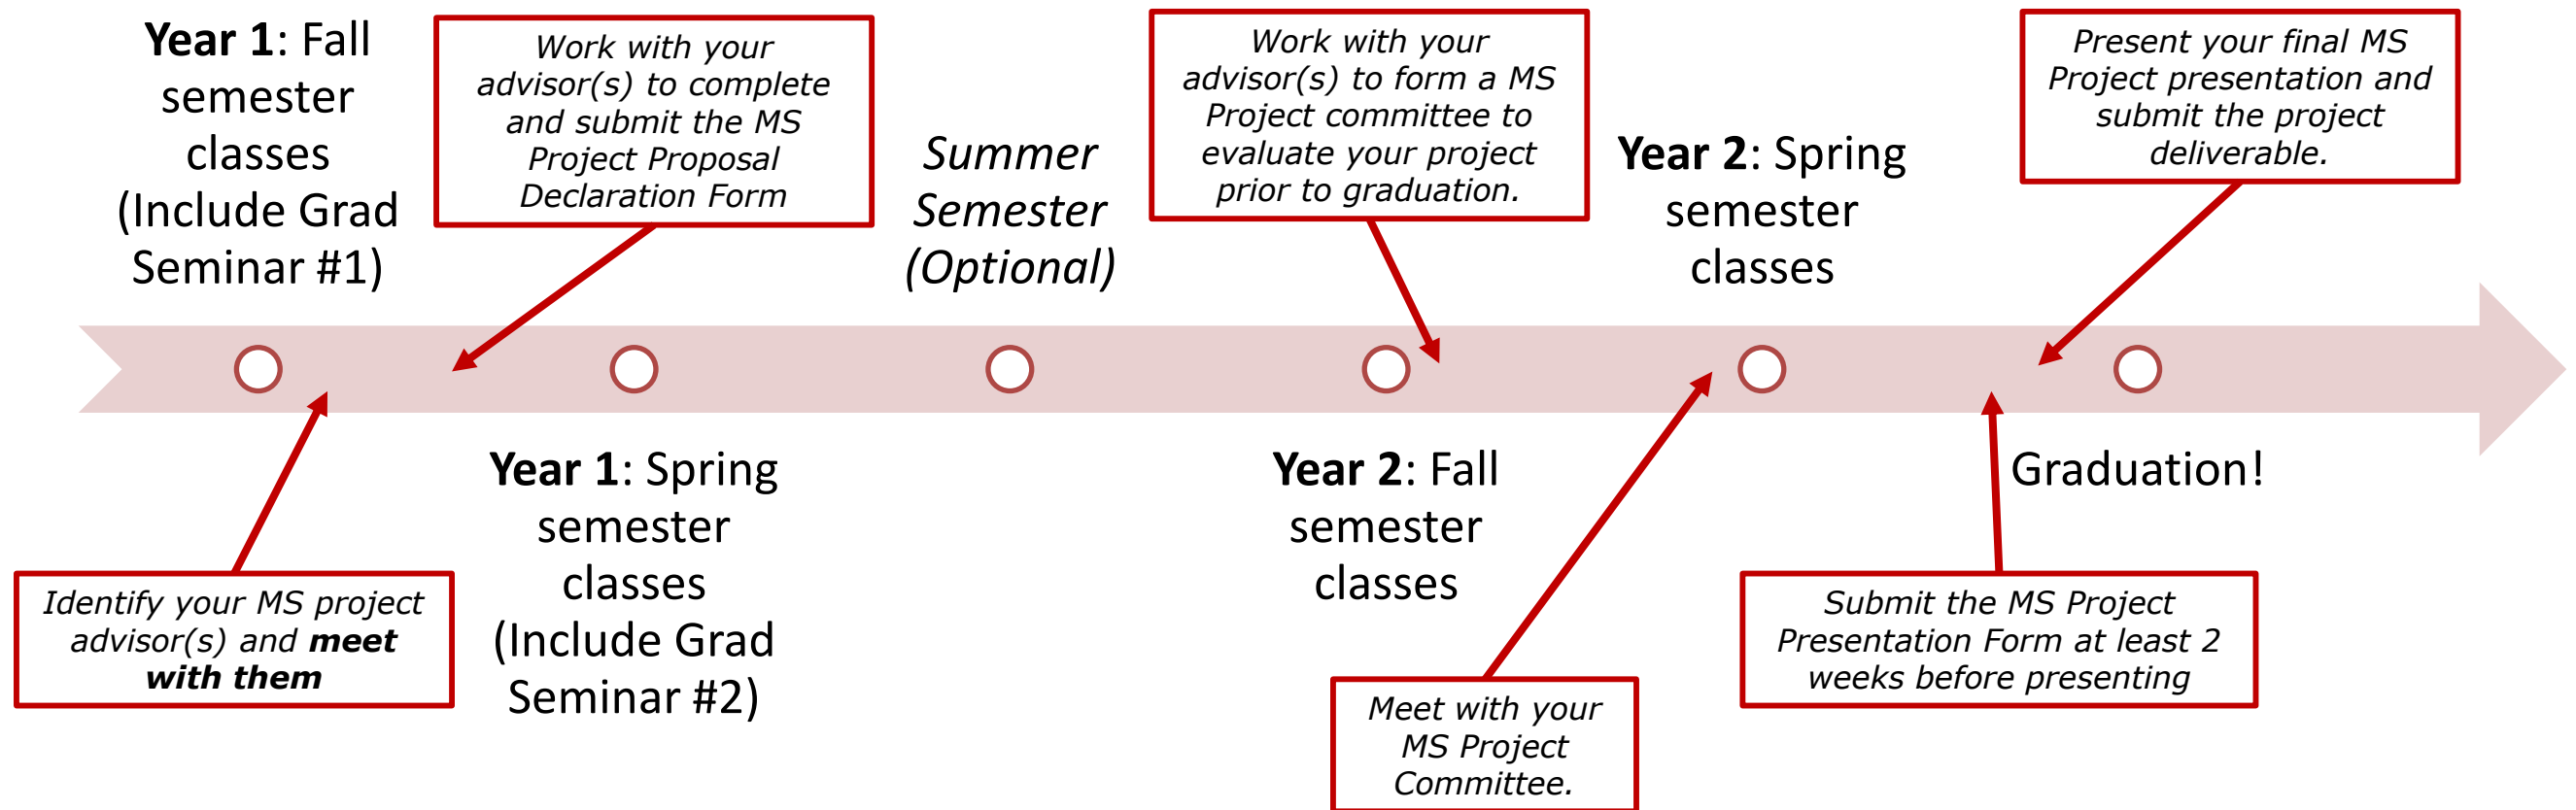 Year 1: Fall
semester
classes
(Include Grad
Seminar #1)
Work with your
advisor(s) to complete
and submit the MS
Project Proposal
Declaration Form
Summer
Semester
(Optional)
Work with your
advisor(s) to form a MS
Project committee to
evaluate your project
prior to graduation.
Year 2: Spring
semester
classes
Present your final MS
Project presentation and
submit the project
deliverable.
Identify your MS project
advisor(s) and meet
with them
Year 1: Spring
semester
classes
(Include Grad
Seminar #2)
Year 2: Fall
semester
classes
Meet with your
MS Project
Committee.
Graduation!
Submit the MS Project
Presentation Form at least 2
weeks before presenting